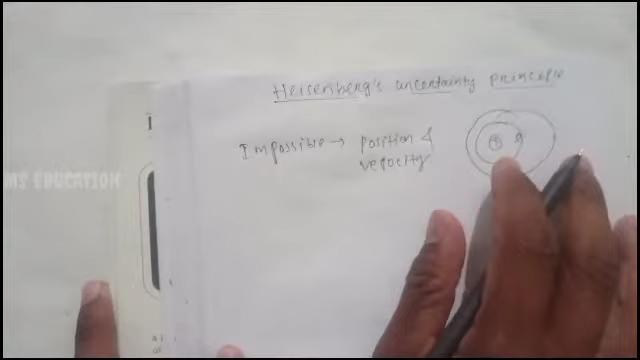 Heisenberg's uncertainty principle
Impossible → position &
velocity
MS EDUCATION